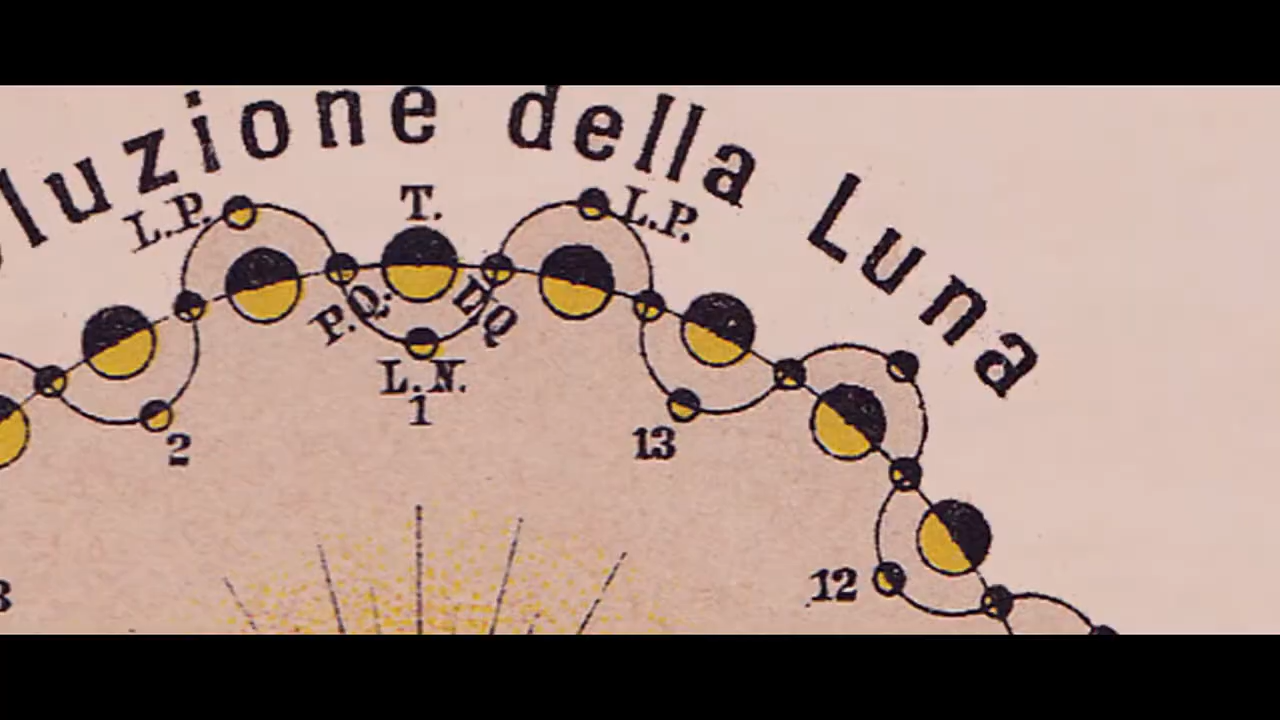 luzione della Luna
L.P.
T.
L.P.
P.Q.
D.Q
L.N.
1
2
13
12